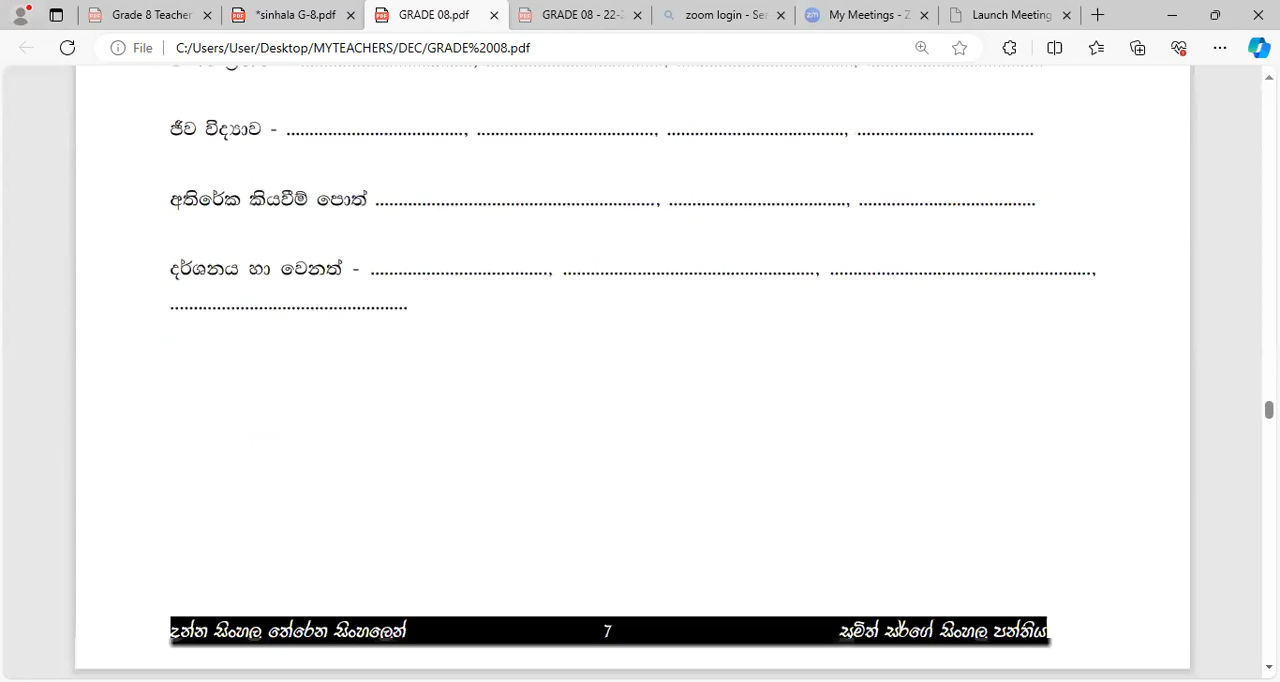 Grade 8 Teacher
*sinhala G-8.pdf
GRADE 08.pdf
GRADE 08 - 22-2
zoom login - Sea
My Meetings - Z
Launch Meeting
File
C:/Users/User/Desktop/MYTEACHERS/DEC/GRADE%2008.pdf
ජීව විද්‍යාව - ......................................, ......................................, ......................................, ......................................
අතිරේක කියවීම් පොත් ............................................................, ......................................, ......................................
දර්ශනය හා වෙනත් - ......................................, ......................................................, ........................................................,
...................................................
දන්න සිංහල තේරෙන සිංහලෙන්
7
සමිත් සර්ගේ සිංහල පන්තිය